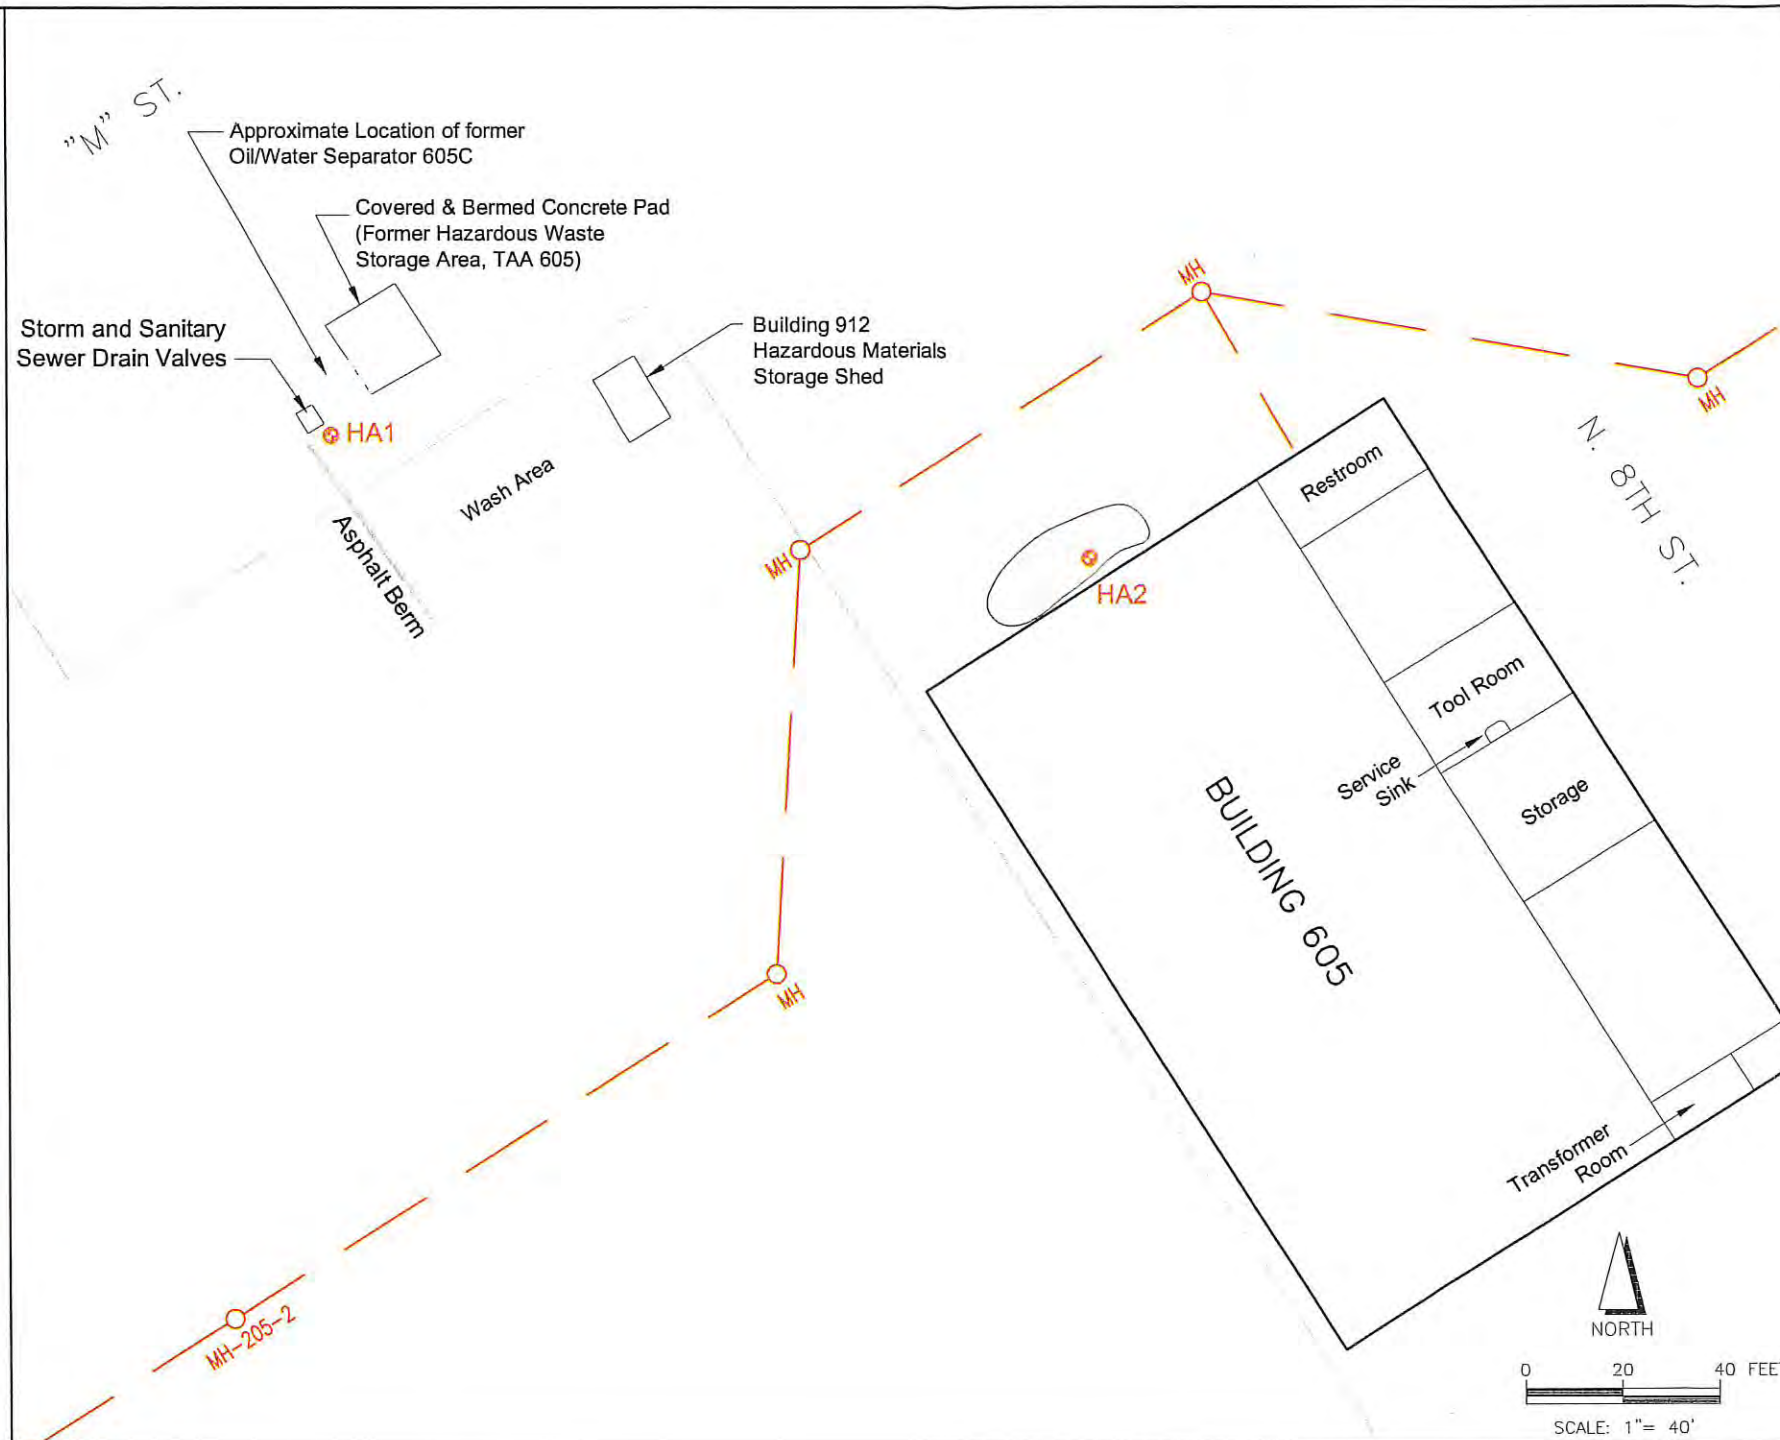 "M" ST.
Approximate Location of former
Oil/Water Separator 605C
Covered & Bermed Concrete Pad
(Former Hazardous Waste
Storage Area, TAA 605)
Storm and Sanitary
Sewer Drain Valves
Building 912
Hazardous Materials
Storage Shed
MH
MH
N. 8TH ST.
HA1
Wash Area
Asphalt Berm
MH
HA2
Restroom
Tool Room
Service
Sink
Storage
BUILDING 605
MH
Transformer
Room
MH-205-2
NORTH
0 20 40 FEET
SCALE: 1"= 40'